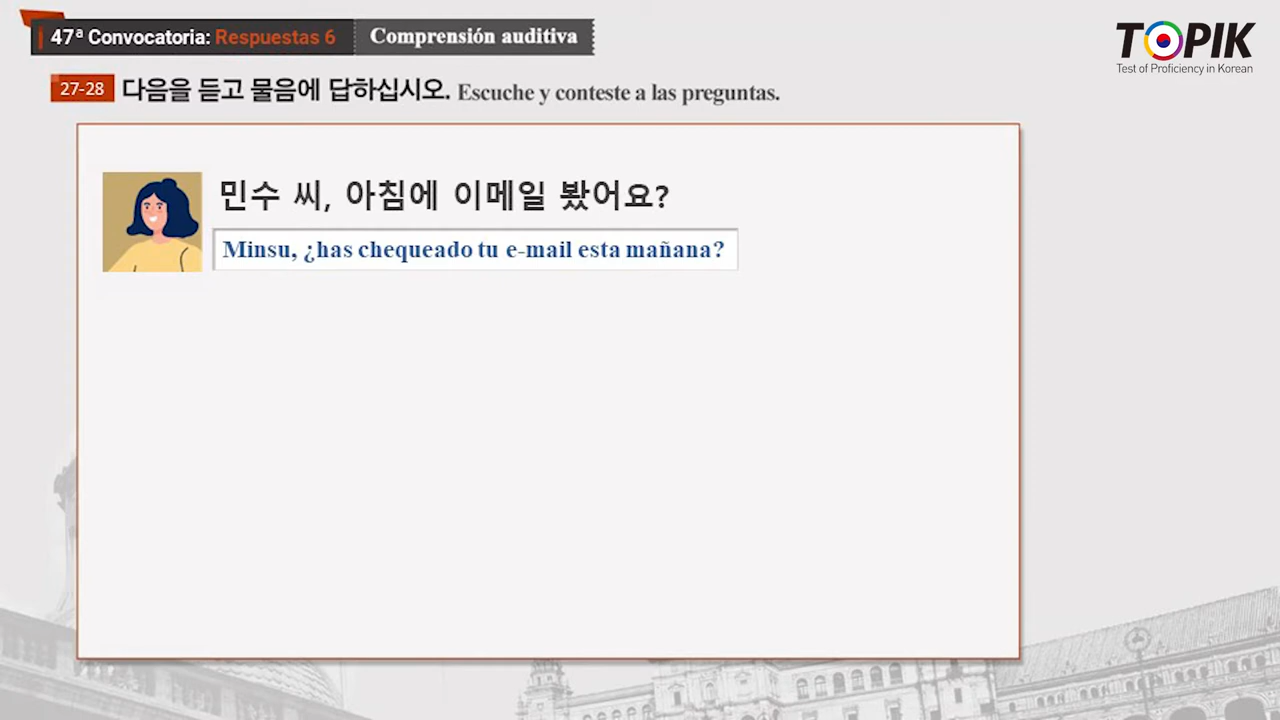 47ª Convocatoria: Respuestas 6
Comprensión auditiva
TOPIK
Test of Proficiency in Korean
27-28 다음을 듣고 물음에 답하십시오. Escuche y conteste a las preguntas.
민수 씨, 아침에 이메일 봤어요?
Minsu, ¿has chequeado tu e-mail esta mañana?